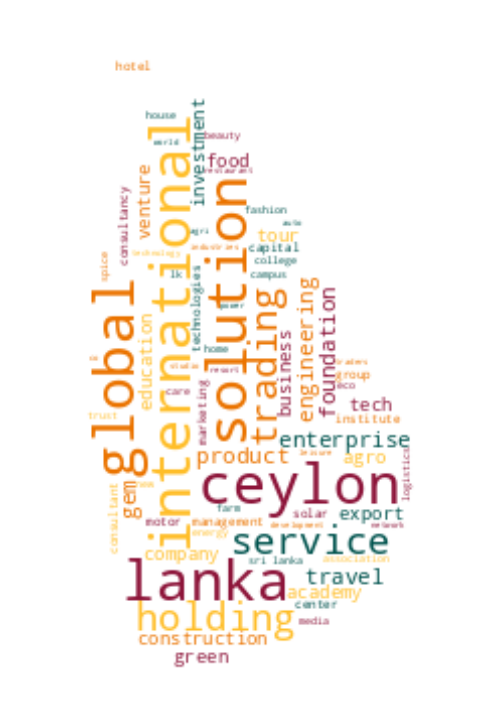 hotel
house
investment
world
beauty
international
food
restaurant
venture
solution
consultancy
fashion
auto
agri
tour
industries
capital
technology
college
spice
lk
technologies
campus
global
engineering
trading
foundation
power
education
business
home
studio
resort
traders
group
eco
care
marketing
tech
trust
institute
enterprise
product
leisure
agro
logistics
gem
ceylon
consultant
new
farm
solar
export
motor
management
development
network
energy
service
company
sri lanka
association
lanka
travel
academy
center
holding
media
construction
green